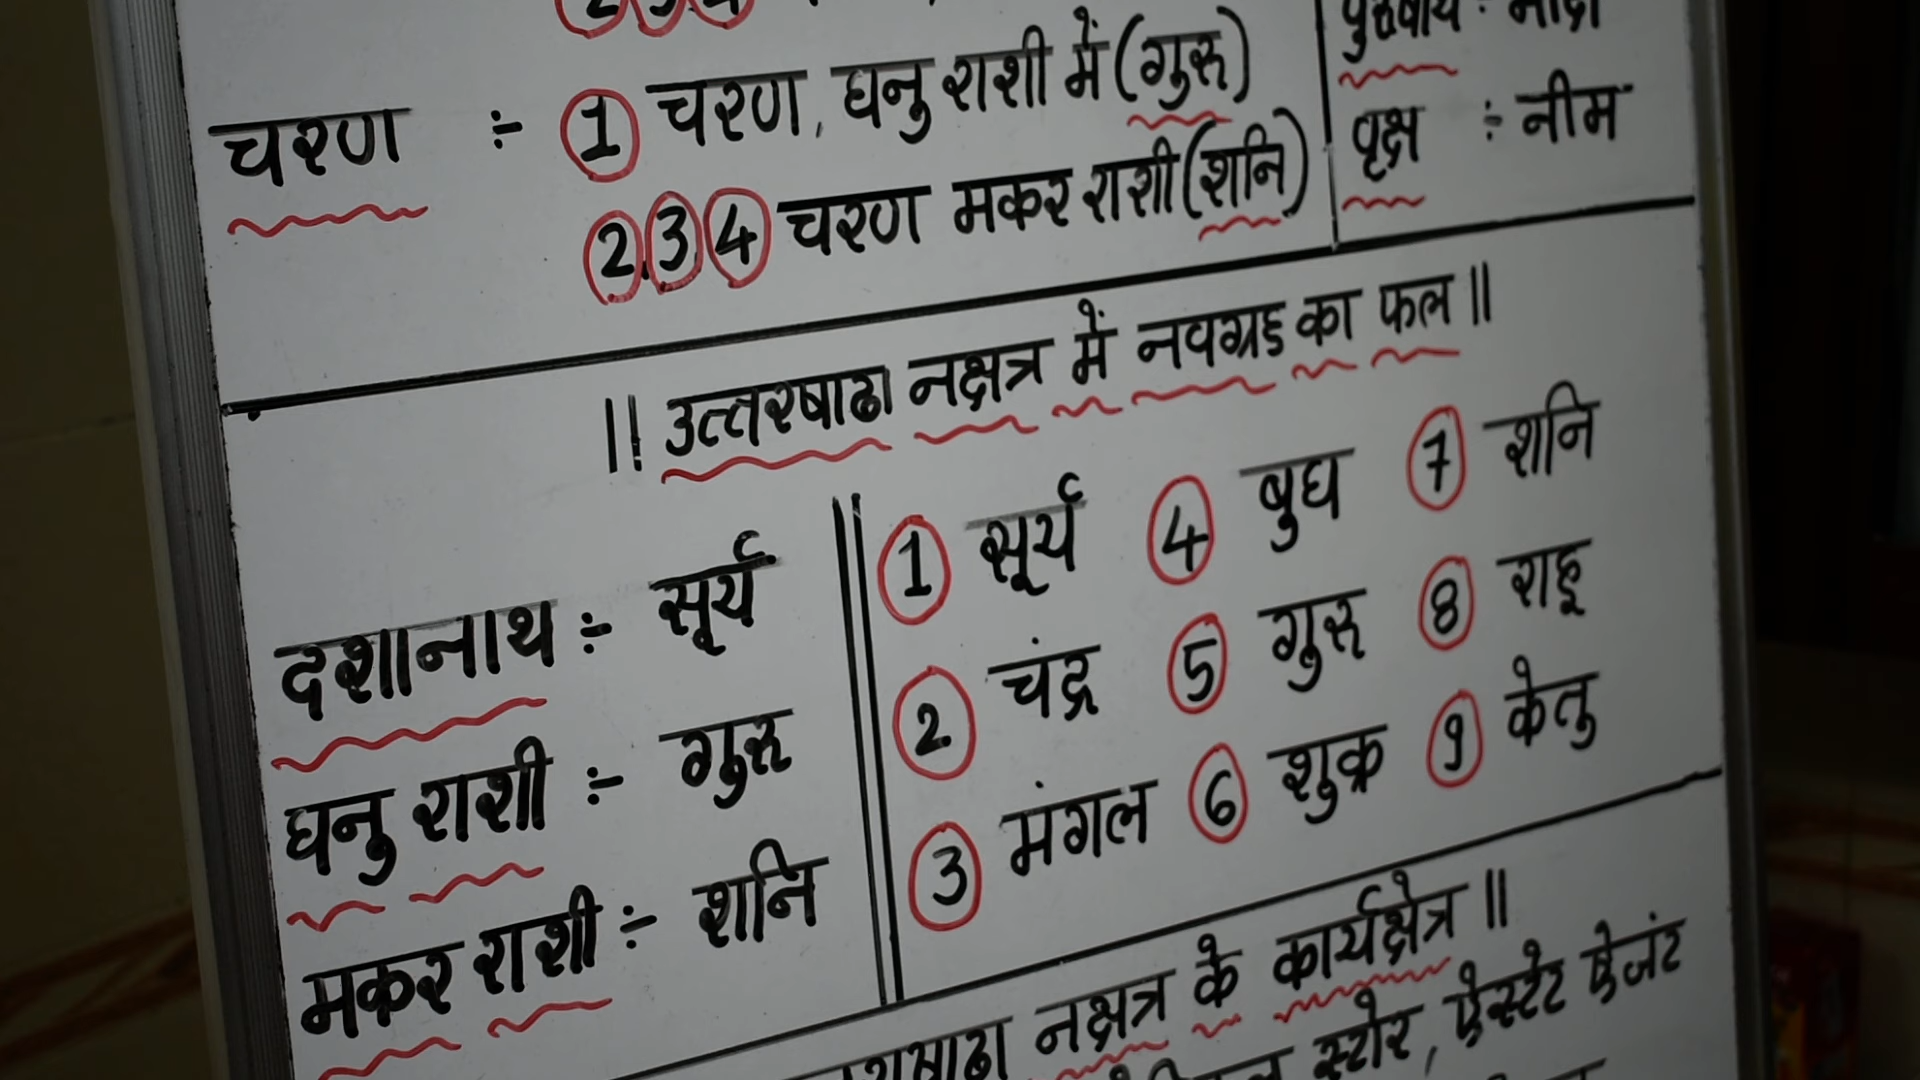 चरण :- 1 चरण, धनु राशी में (गुरु)
2,3,4 चरण मकर राशी (शनि)
वृक्ष : नीम
|| उत्तरषाढा नक्षत्र में नवग्रह का फल ||
दशानाथ :- सूर्य
धनु राशी :- गुरु
मकर राशी :- शनि
1 सूर्य 4 बुध 7 शनि
2 चंद्र 5 गुरु 8 राहू
3 मंगल 6 शुक्र 9 केतु
नक्षत्र के कार्यक्षेत्र ||
स्टोर, ऐस्टेट ऐजंट